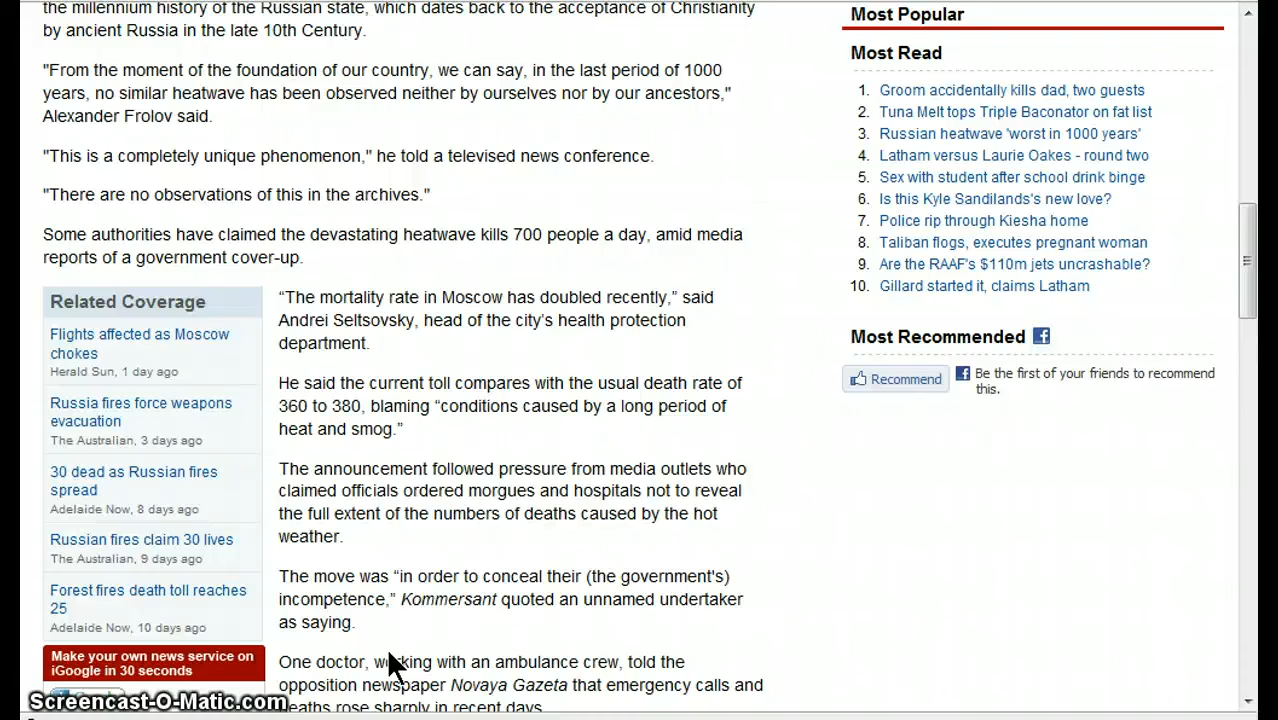 the millennium history of the Russian state, which dates back to the acceptance of Christianity
by ancient Russia in the late 10th Century.
"From the moment of the foundation of our country, we can say, in the last period of 1000
years, no similar heatwave has been observed neither by ourselves nor by our ancestors,"
Alexander Frolov said.
"This is a completely unique phenomenon," he told a televised news conference.
"There are no observations of this in the archives."
Some authorities have claimed the devastating heatwave kills 700 people a day, amid media
reports of a government cover-up.
Related Coverage
Flights affected as Moscow
chokes
Herald Sun, 1 day ago
Russia fires force weapons
evacuation
The Australian, 3 days ago
30 dead as Russian fires
spread
Adelaide Now, 8 days ago
Russian fires claim 30 lives
The Australian, 9 days ago
Forest fires death toll reaches
25
Adelaide Now, 10 days ago
Make your own news service on
iGoogle in 30 seconds
“The mortality rate in Moscow has doubled recently,” said
Andrei Seltsovsky, head of the city’s health protection
department.
He said the current toll compares with the usual death rate of
360 to 380, blaming “conditions caused by a long period of
heat and smog.”
The announcement followed pressure from media outlets who
claimed officials ordered morgues and hospitals not to reveal
the full extent of the numbers of deaths caused by the hot
weather.
The move was “in order to conceal their (the government's)
incompetence,” Kommersant quoted an unnamed undertaker
as saying.
One doctor, working with an ambulance crew, told the
opposition newspaper Novaya Gazeta that emergency calls and
deaths rose sharply in recent days.
Most Popular
Most Read
1. Groom accidentally kills dad, two guests
2. Tuna Melt tops Triple Baconator on fat list
3. Russian heatwave 'worst in 1000 years'
4. Latham versus Laurie Oakes - round two
5. Sex with student after school drink binge
6. Is this Kyle Sandilands's new love?
7. Police rip through Kiesha home
8. Taliban flogs, executes pregnant woman
9. Are the RAAF's $110m jets uncrashable?
10. Gillard started it, claims Latham
Most Recommended
Recommend
Be the first of your friends to recommend
this.
Screencast-O-Matic.com